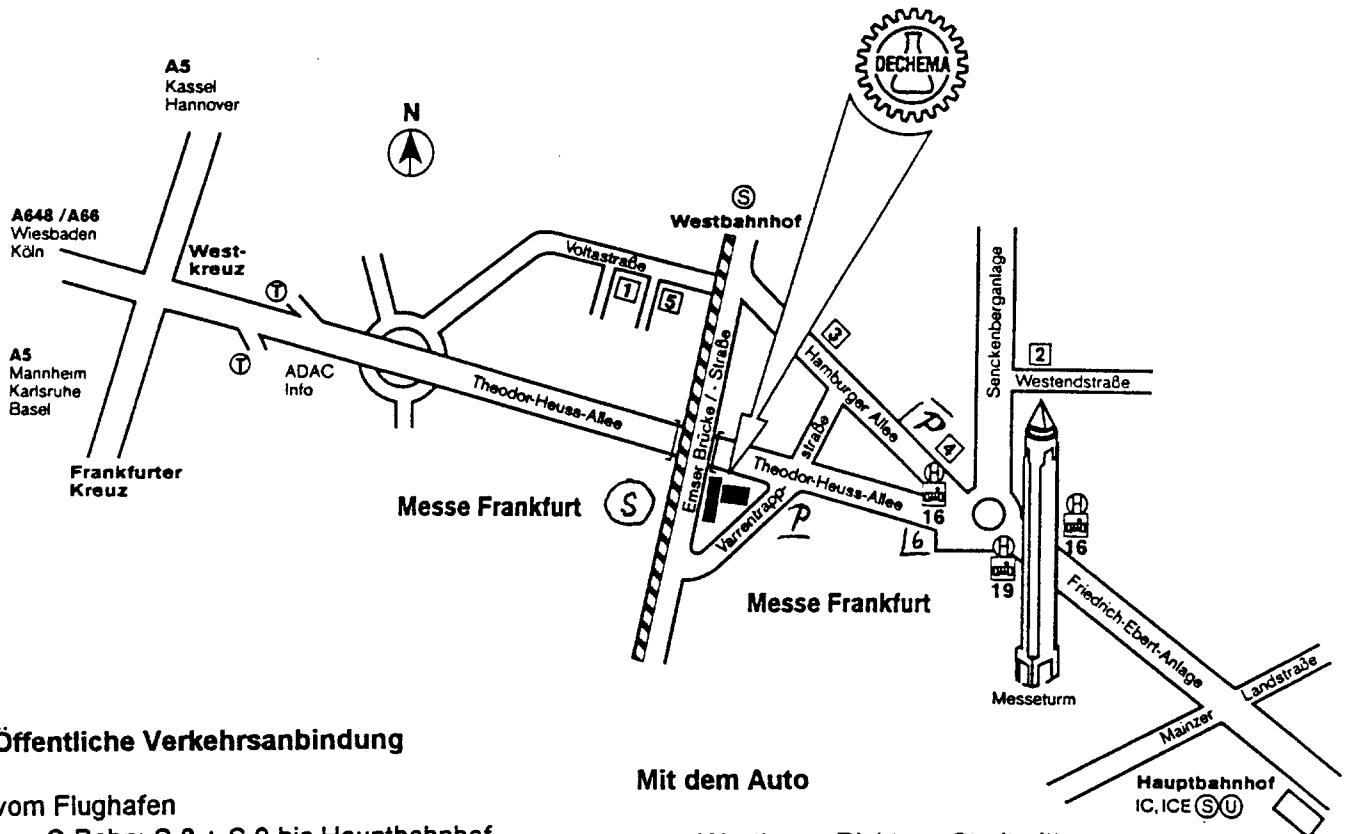 DECHEMA
A5
Kassel
Hannover
N
A648 / A66
Wiesbaden
Köln
West-
kreuz
T
T
A5
Mannheim
Karlsruhe
Basel
ADAC
Info
Frankfurter
Kreuz
S
Westbahnhof
Voltastraße
1
5
3
Hamburger Allee
Senckenberganlage
2
Westendstraße
Theodor-Heuss-Allee
Emser Brücke / - Straße
P
4
straße
Theodor-Heuss-Allee
H
16
Messe Frankfurt
S
Varrentrapp-
P
6
H
19
H
16
Messe Frankfurt
Friedrich-Ebert-Anlage
Messeturm
Mainzer
Landstraße
Hauptbahnhof
IC, ICE S U
Öffentliche Verkehrsanbindung
Mit dem Auto
vom Flughafen